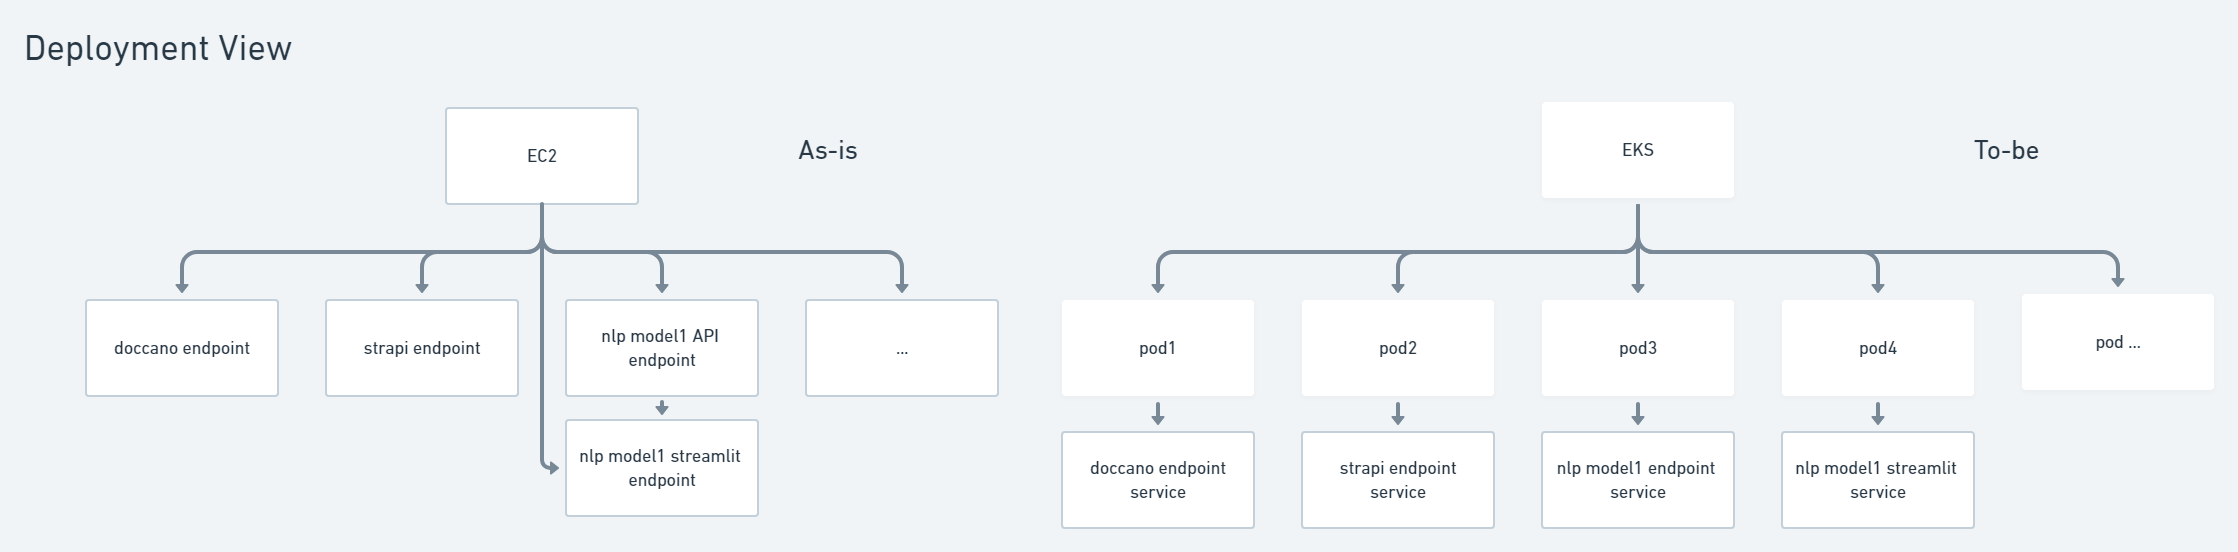 Deployment View
EC2
As-is
doccano endpoint
strapi endpoint
nlp model1 API
endpoint
...
nlp model1 streamlit
endpoint
EKS
To-be
pod1
pod2
pod3
pod4
pod ...
doccano endpoint
service
strapi endpoint
service
nlp model1 endpoint
service
nlp model1 streamlit
service